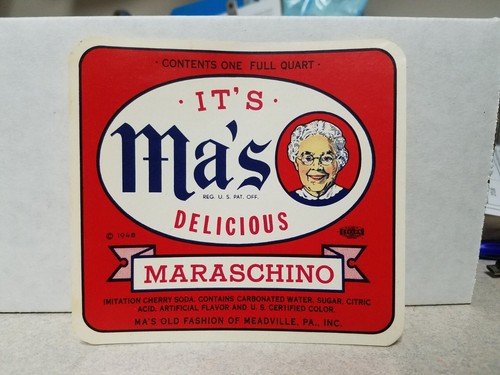 · CONTENTS ONE FULL QUART ·
· IT'S ·
Ma's
REG. U. S. PAT. OFF.
DELICIOUS
© 1948
MARASCHINO
IMITATION CHERRY SODA. CONTAINS CARBONATED WATER, SUGAR, CITRIC
ACID, ARTIFICIAL FLAVOR AND U. S. CERTIFIED COLOR.
MA'S OLD FASHION OF MEADVILLE, PA., INC.